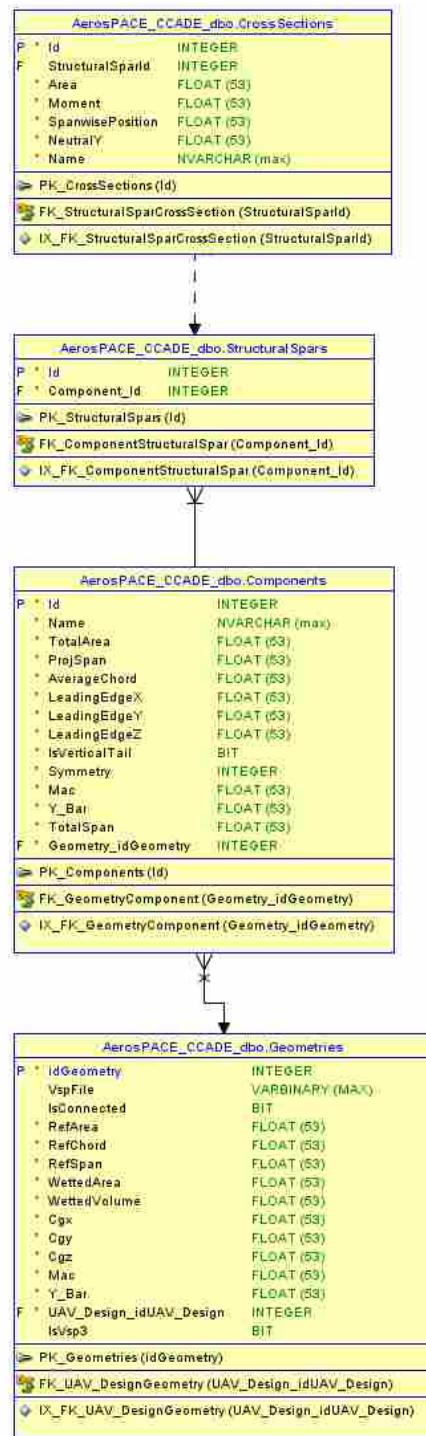 AerosPACE_CCADE_dbo.CrossSections
P * Id INTEGER
F StructuralSparId INTEGER
* Area FLOAT (53)
* Moment FLOAT (53)
* SpanwisePosition FLOAT (53)
* NeutralY FLOAT (53)
* Name NVARCHAR (max)
PK_CrossSections (Id)
FK_StructuralSparCrossSection (StructuralSparId)
IX_FK_StructuralSparCrossSection (StructuralSparId)
AerosPACE_CCADE_dbo.StructuralSpars
P * Id INTEGER
F * Component_Id INTEGER
PK_StructuralSpars (Id)
FK_ComponentStructuralSpar (Component_Id)
IX_FK_ComponentStructuralSpar (Component_Id)
AerosPACE_CCADE_dbo.Components
P * Id INTEGER
* Name NVARCHAR (max)
* TotalArea FLOAT (53)
* ProjSpan FLOAT (53)
* AverageChord FLOAT (53)
* LeadingEdgeX FLOAT (53)
* LeadingEdgeY FLOAT (53)
* LeadingEdgeZ FLOAT (53)
* IsVerticalTail BIT
* Symmetry INTEGER
* Mac FLOAT (53)
* Y_Bar FLOAT (53)
* TotalSpan FLOAT (53)
F * Geometry_idGeometry INTEGER
PK_Components (Id)
FK_GeometryComponent (Geometry_idGeometry)
IX_FK_GeometryComponent (Geometry_idGeometry)
AerosPACE_CCADE_dbo.Geometries
P * idGeometry INTEGER
VspFile VARBINARY (MAX)
IsConnected BIT
* RefArea FLOAT (53)
* RefChord FLOAT (53)
* RefSpan FLOAT (53)
* WettedArea FLOAT (53)
* WettedVolume FLOAT (53)
* Cgx FLOAT (53)
* Cgy FLOAT (53)
* Cgz FLOAT (53)
* Mac FLOAT (53)
* Y_Bar FLOAT (53)
F * UAV_Design_idUAV_Design INTEGER
IsVsp3 BIT
PK_Geometries (idGeometry)
FK_UAV_DesignGeometry (UAV_Design_idUAV_Design)
IX_FK_UAV_DesignGeometry (UAV_Design_idUAV_Design)